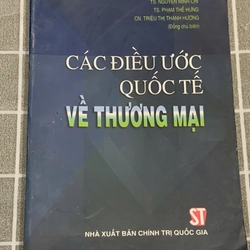 TS. NGUYỄN MINH CHÍ
TS. PHẠM THẾ HƯNG
CN. TRIỆU THỊ THANH HƯƠNG
(Đồng chủ biên)
CÁC ĐIỀU ƯỚC
QUỐC TẾ
VỀ THƯƠNG MẠI
ST
NHÀ XUẤT BẢN CHÍNH TRỊ QUỐC GIA